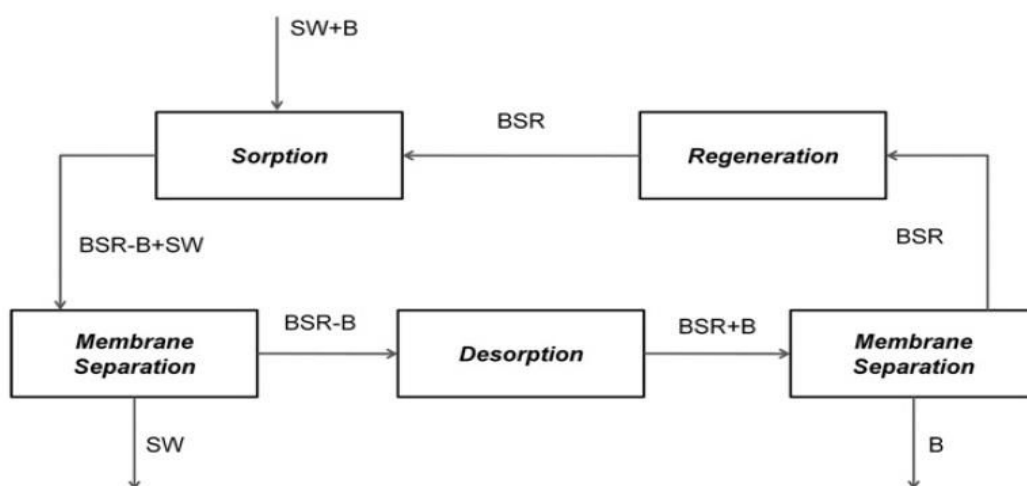 SW+B
BSR
Sorption
Regeneration
BSR-B+SW
BSR
Membrane
Separation
BSR-B
Desorption
BSR+B
Membrane
Separation
SW
B